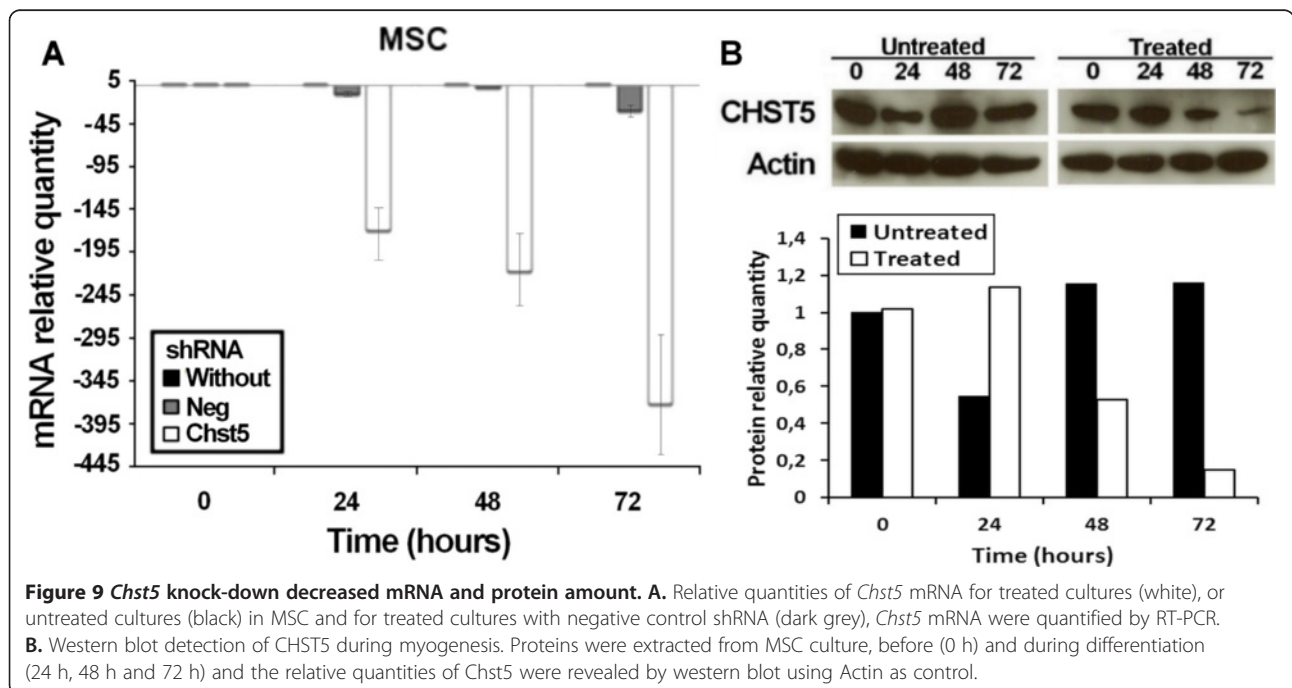 A
MSC
5
-45
-95
-145
-195
-245
-295
-345
-395
-445
mRNA relative quantity
shRNA
Without
Neg
Chst5
0 24 48 72
Time (hours)
B
Untreated Treated
0 24 48 72 0 24 48 72
CHST5
Actin
Untreated
Treated
1,4
1,2
1
0,8
0,6
0,4
0,2
0
Protein relative quantity
0 24 48 72
Time (hours)
Figure 9 Chst5 knock-down decreased mRNA and protein amount. A. Relative quantities of Chst5 mRNA for treated cultures (white), or
untreated cultures (black) in MSC and for treated cultures with negative control shRNA (dark grey), Chst5 mRNA were quantified by RT-PCR.
B. Western blot detection of CHST5 during myogenesis. Proteins were extracted from MSC culture, before (0 h) and during differentiation
(24 h, 48 h and 72 h) and the relative quantities of Chst5 were revealed by western blot using Actin as control.